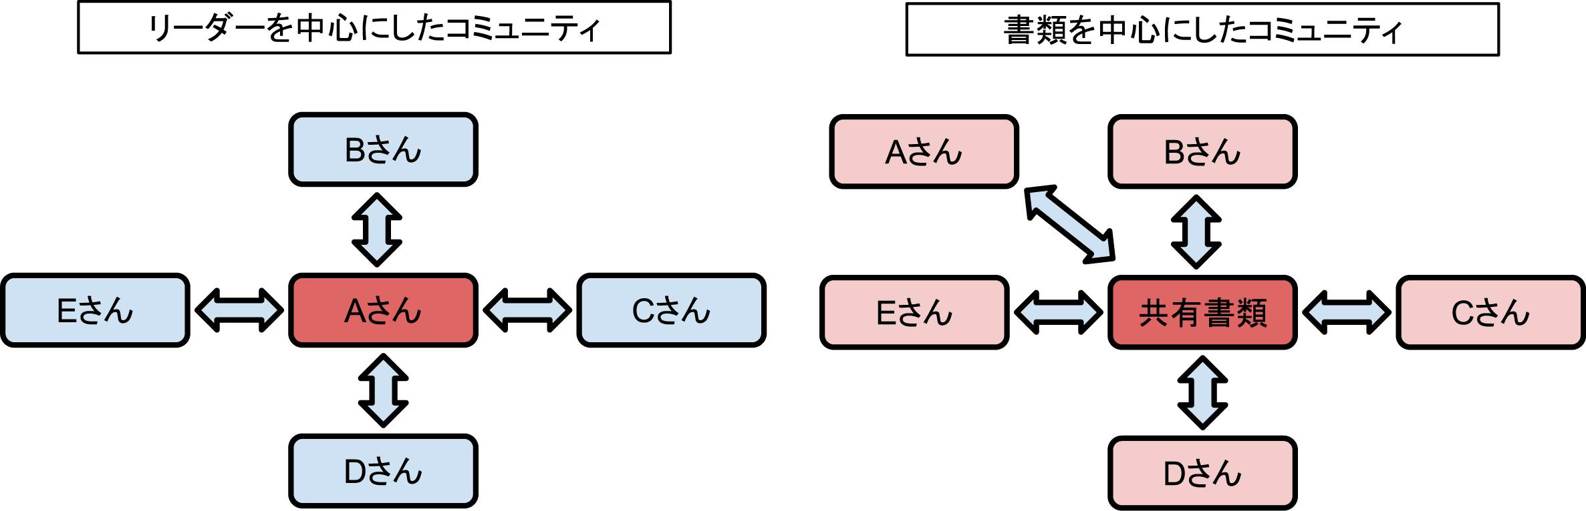 リーダーを中心にしたコミュニティ
Bさん
Eさん
Aさん
Cさん
Dさん
書類を中心にしたコミュニティ
Aさん
Bさん
Eさん
共有書類
Cさん
Dさん